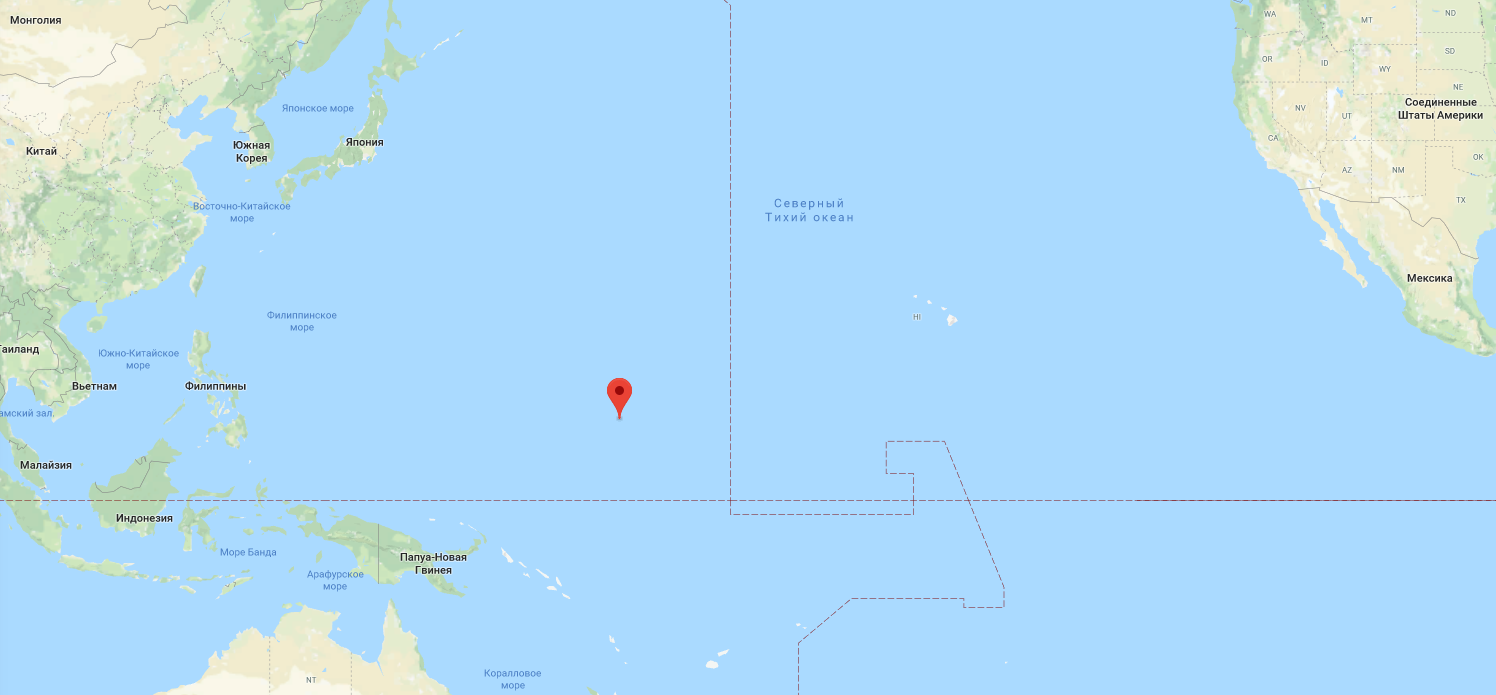 Монголия
WA
MT
ND
OR
ID
SD
WY
NE
Соединенные
Штаты Америки
NV
UT
CA
Японское море
Южная
Корея
Япония
Китай
OK
AZ
NM
TX
Восточно-Китайское
море
Северный
Тихий океан
Мексика
Филиппинское
море
HI
Таиланд
Южно-Китайское
море
Вьетнам
Филиппины
амский зал.
Малайзия
Индонезия
Море Банда
Папуа-Новая
Гвинея
Арафурское
море
NT
Коралловое
море